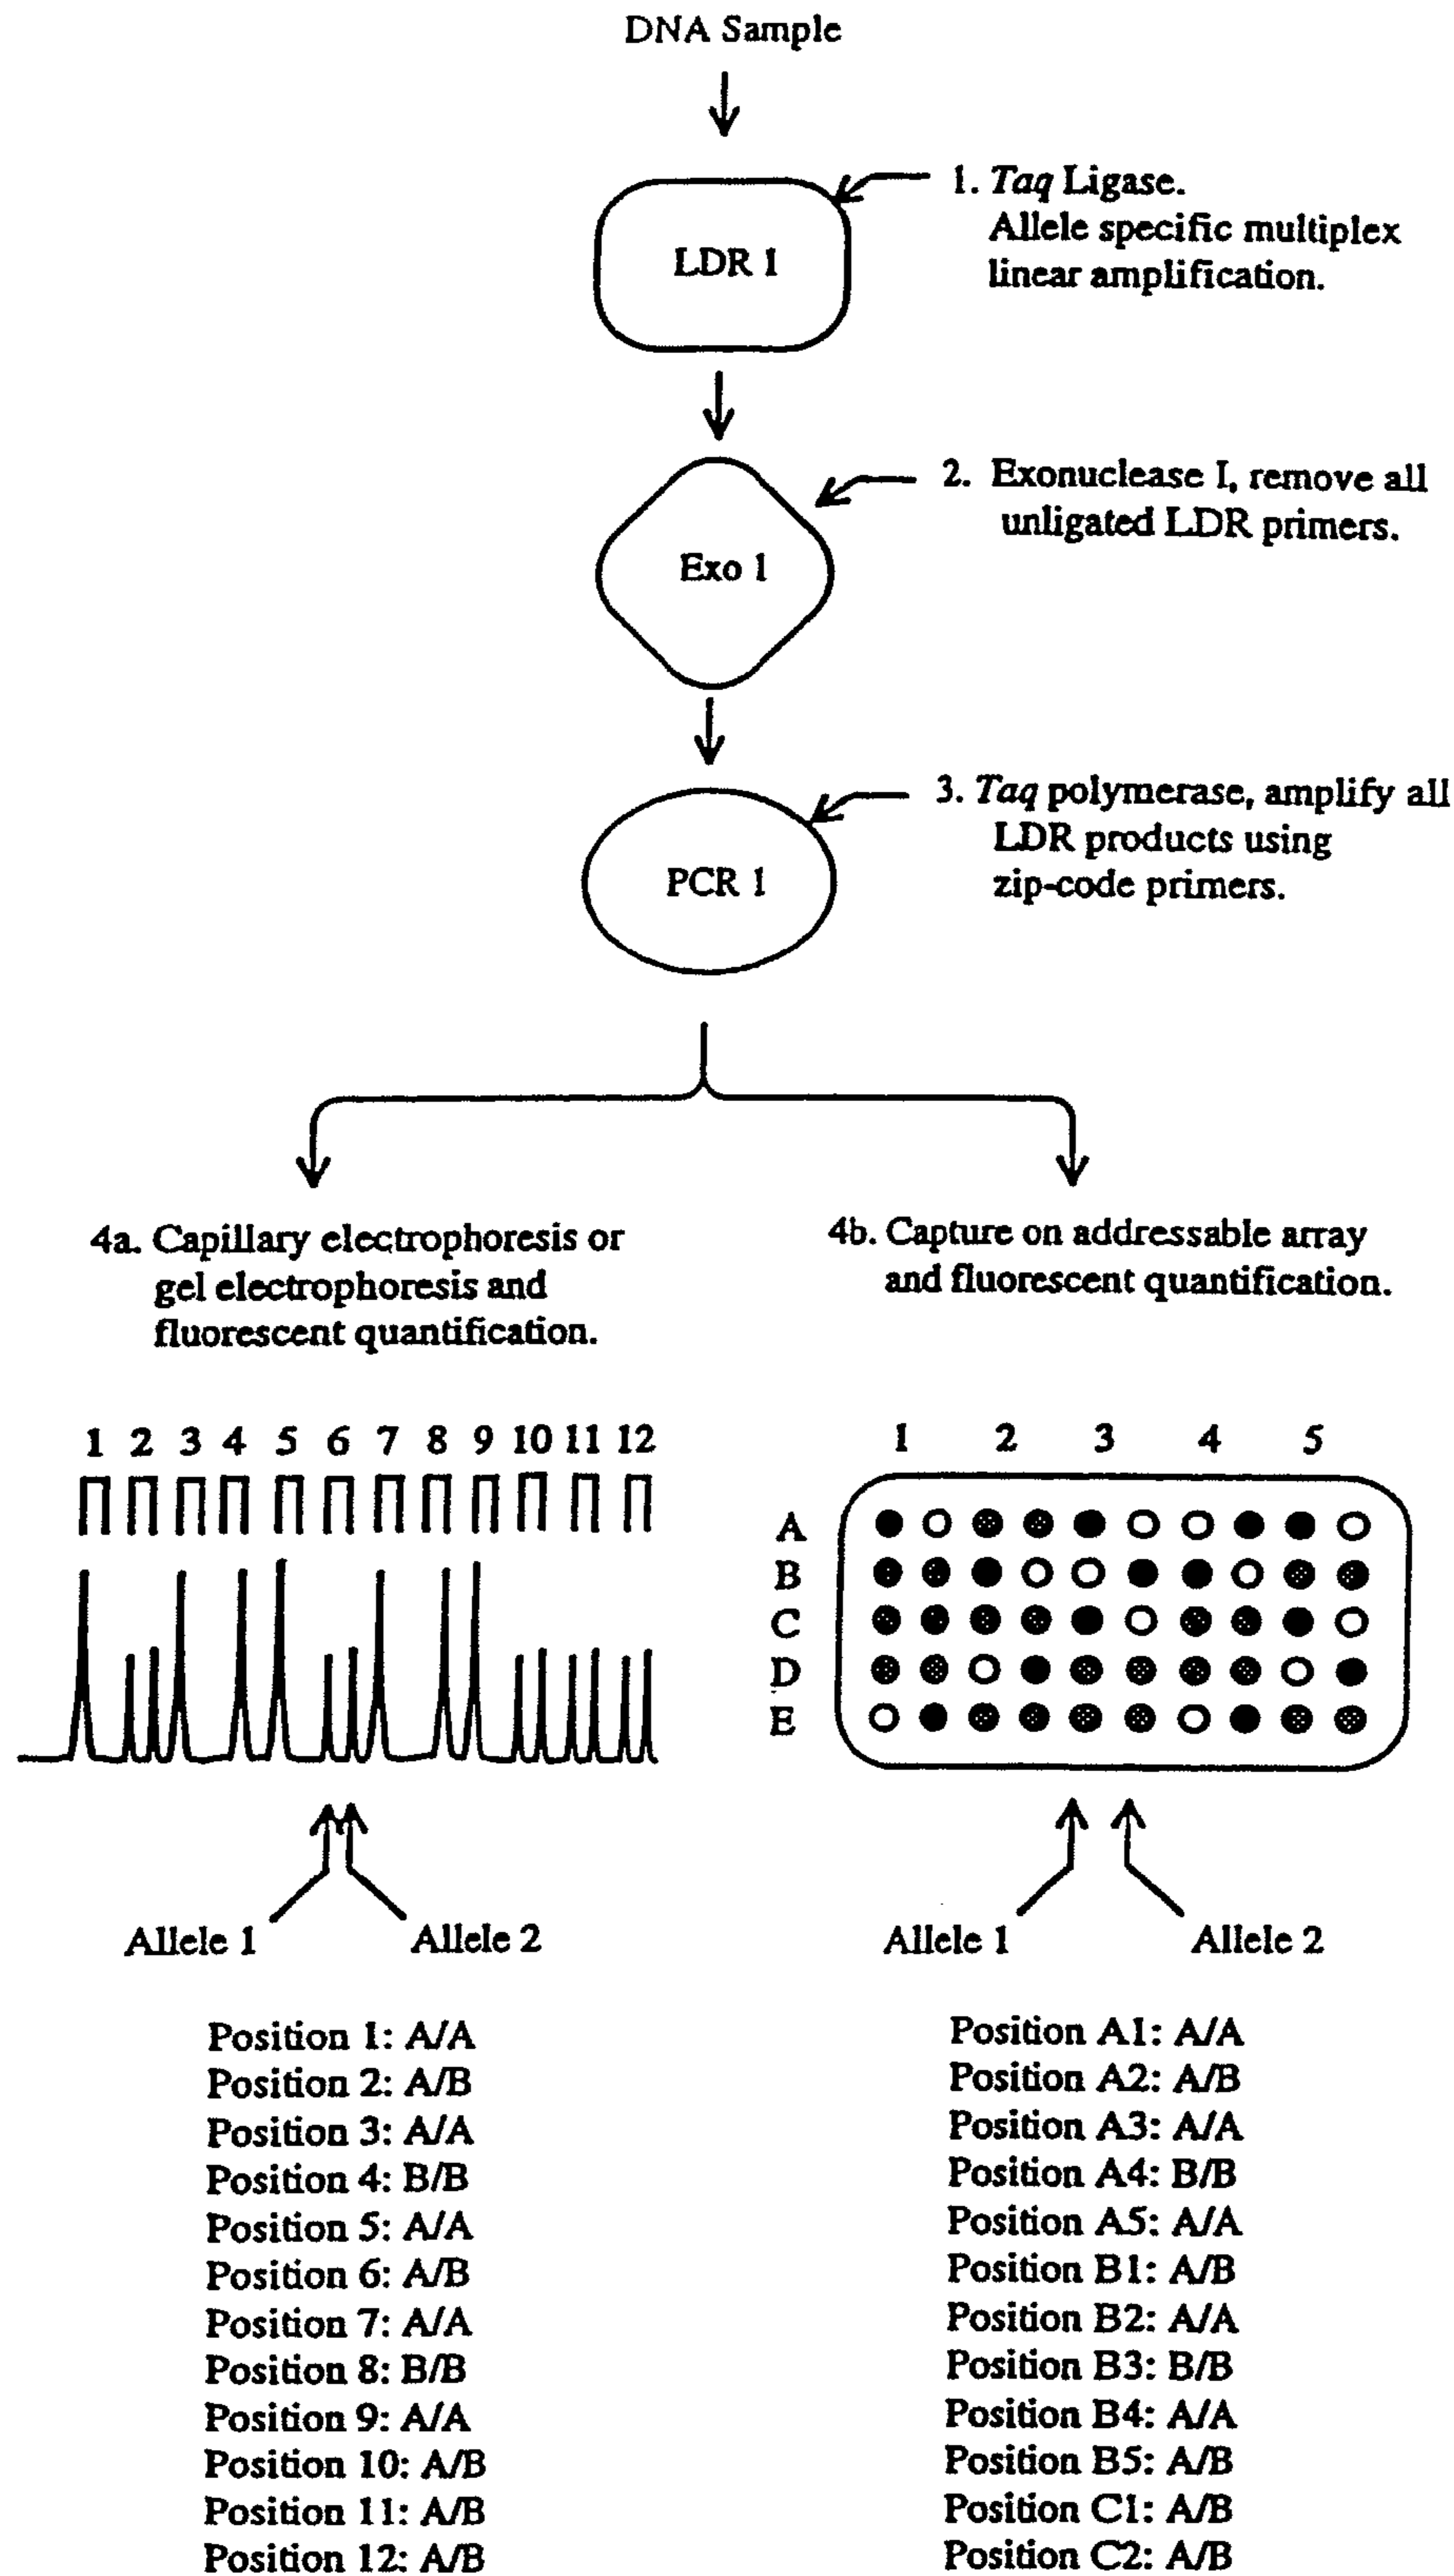 DNA Sample
LDR 1
1. Taq Ligase.
Allele specific multiplex
linear amplification.
Exo 1
2. Exonuclease I, remove all
unligated LDR primers.
PCR 1
3. Taq polymerase, amplify all
LDR products using
zip-code primers.
4a. Capillary electrophoresis or
gel electrophoresis and
fluorescent quantification.
1 2 3 4 5 6 7 8 9 10 11 12
Allele 1 Allele 2
Position 1: A/A
Position 2: A/B
Position 3: A/A
Position 4: B/B
Position 5: A/A
Position 6: A/B
Position 7: A/A
Position 8: B/B
Position 9: A/A
Position 10: A/B
Position 11: A/B
Position 12: A/B
4b. Capture on addressable array
and fluorescent quantification.
1 2 3 4 5
A
B
C
D
E
Allele 1 Allele 2
Position A1: A/A
Position A2: A/B
Position A3: A/A
Position A4: B/B
Position A5: A/A
Position B1: A/B
Position B2: A/A
Position B3: B/B
Position B4: A/A
Position B5: A/B
Position C1: A/B
Position C2: A/B